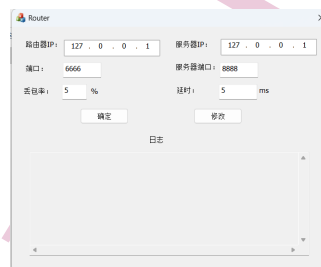 Router
路由器IP： 127 . 0 . 0 . 1 服务器IP： 127 . 0 . 0 . 1
端口： 6666 服务器端口： 8888
丢包率： 5 % 延时： 5 ms
确定 修改
日志